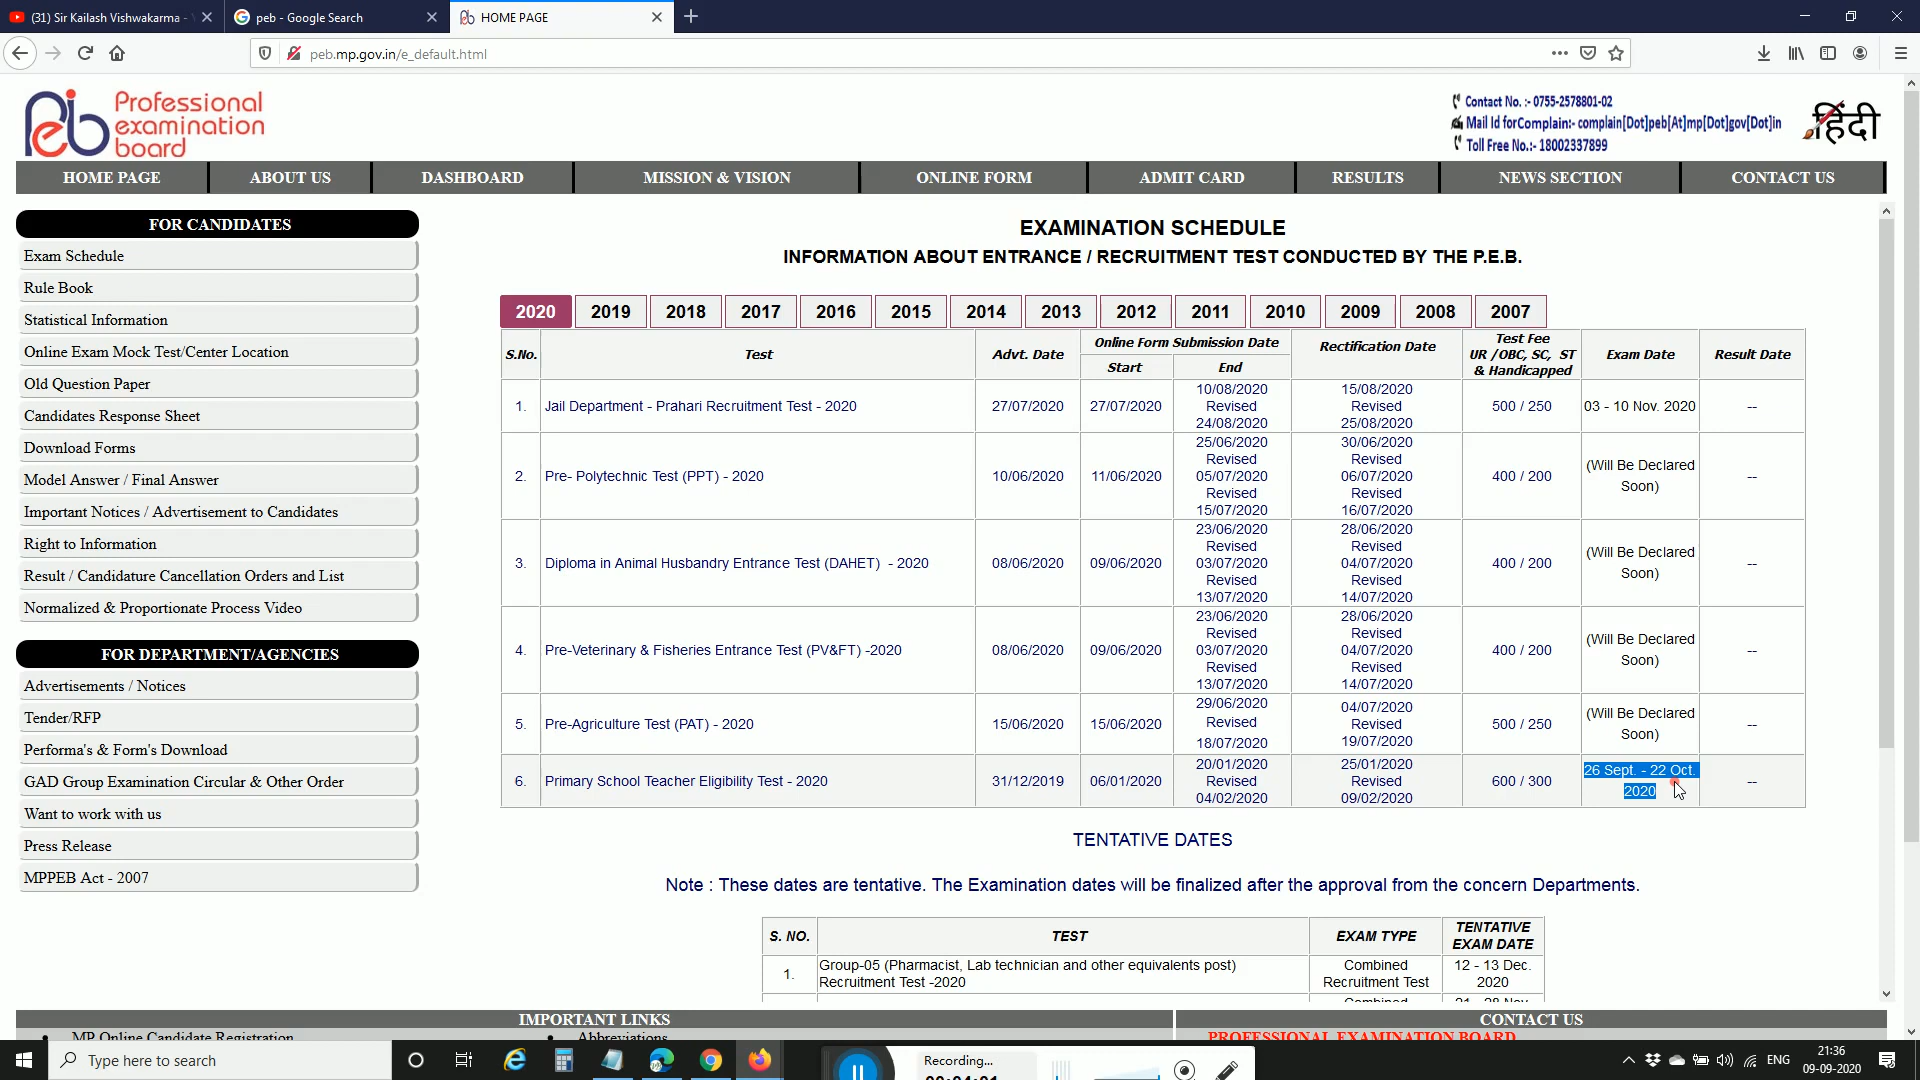 (31) Sir Kailash Vishwakarma -
peb - Google Search
HOME PAGE
peb.mp.gov.in/e_default.html
Professional
examination
board
peb
Contact No. :- 0755-2578801-02
Mail Id forComplain:- complain[Dot]peb[At]mp[Dot]gov[Dot]in
Toll Free No.:- 18002337899
हिंदी
HOME PAGE ABOUT US DASHBOARD MISSION & VISION ONLINE FORM ADMIT CARD RESULTS NEWS SECTION CONTACT US
FOR CANDIDATES
Exam Schedule
Rule Book
Statistical Information
Online Exam Mock Test/Center Location
Old Question Paper
Candidates Response Sheet
Download Forms
Model Answer / Final Answer
Important Notices / Advertisement to Candidates
Right to Information
Result / Candidature Cancellation Orders and List
Normalized & Proportionate Process Video
FOR DEPARTMENT/AGENCIES
Advertisements / Notices
Tender/RFP
Performa's & Form's Download
GAD Group Examination Circular & Other Order
Want to work with us
Press Release
MPPEB Act - 2007
EXAMINATION SCHEDULE
INFORMATION ABOUT ENTRANCE / RECRUITMENT TEST CONDUCTED BY THE P.E.B.
2020 2019 2018 2017 2016 2015 2014 2013 2012 2011 2010 2009 2008 2007
S.No. Test Advt. Date Online Form Submission Date Rectification Date Test Fee UR /OBC, SC, ST & Handicapped Exam Date Result Date
Start End
1. Jail Department - Prahari Recruitment Test - 2020 27/07/2020 27/07/2020 10/08/2020 Revised 24/08/2020 15/08/2020 Revised 25/08/2020 500 / 250 03 - 10 Nov. 2020 --
2. Pre- Polytechnic Test (PPT) - 2020 10/06/2020 11/06/2020 25/06/2020 Revised 05/07/2020 Revised 15/07/2020 30/06/2020 Revised 06/07/2020 Revised 16/07/2020 400 / 200 (Will Be Declared Soon) --
3. Diploma in Animal Husbandry Entrance Test (DAHET) - 2020 08/06/2020 09/06/2020 23/06/2020 Revised 03/07/2020 Revised 13/07/2020 28/06/2020 Revised 04/07/2020 Revised 14/07/2020 400 / 200 (Will Be Declared Soon) --
4. Pre-Veterinary & Fisheries Entrance Test (PV&FT) -2020 08/06/2020 09/06/2020 23/06/2020 Revised 03/07/2020 Revised 13/07/2020 28/06/2020 Revised 04/07/2020 Revised 14/07/2020 400 / 200 (Will Be Declared Soon) --
5. Pre-Agriculture Test (PAT) - 2020 15/06/2020 15/06/2020 29/06/2020 Revised 18/07/2020 04/07/2020 Revised 19/07/2020 500 / 250 (Will Be Declared Soon) --
6. Primary School Teacher Eligibility Test - 2020 31/12/2019 06/01/2020 20/01/2020 Revised 04/02/2020 25/01/2020 Revised 09/02/2020 600 / 300 26 Sept. - 22 Oct. 2020 --
TENTATIVE DATES
Note : These dates are tentative. The Examination dates will be finalized after the approval from the concern Departments.
S. NO. TEST EXAM TYPE TENTATIVE EXAM DATE
1. Group-05 (Pharmacist, Lab technician and other equivalents post) Recruitment Test -2020 Combined Recruitment Test 12 - 13 Dec. 2020
Combined 21 - 28 Nov.
IMPORTANT LINKS
CONTACT US
MP Online Candidate Registration
Abbreviations
PROFESSIONAL EXAMINATION BOARD
Type here to search
Recording...
00:04:01
ENG
21:36
09-09-2020